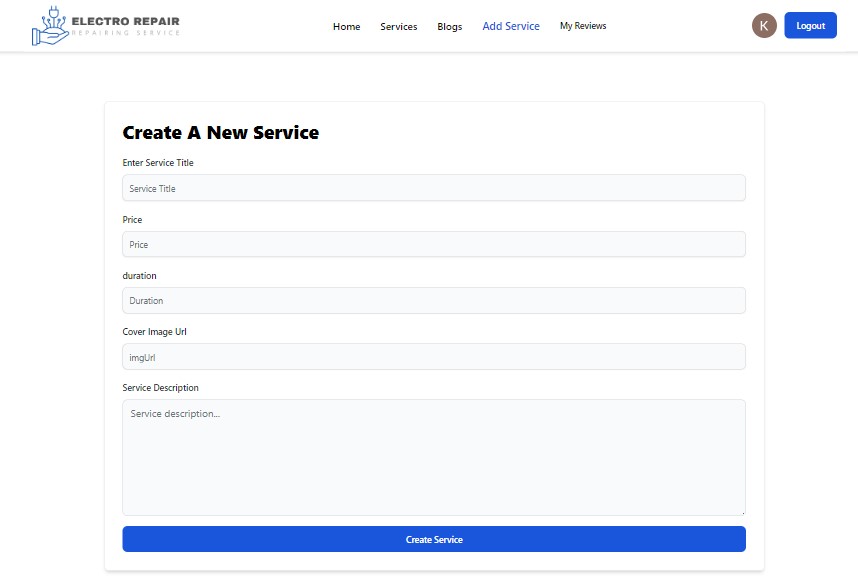 ELECTRO REPAIR
REPAIRING SERVICE
Home Services Blogs Add Service My Reviews
K Logout
Create A New Service
Enter Service Title
Service Title
Price
Price
duration
Duration
Cover Image Url
imgUrl
Service Description
Service description...
Create Service